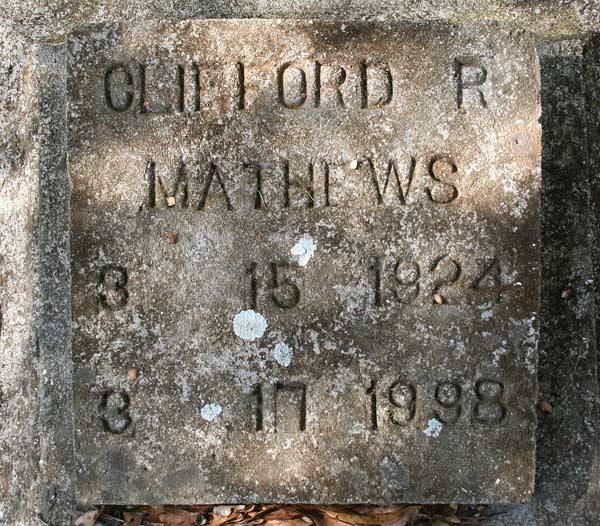 CLIFFORD R
MATHEWS
3 15 1924
3 17 1998